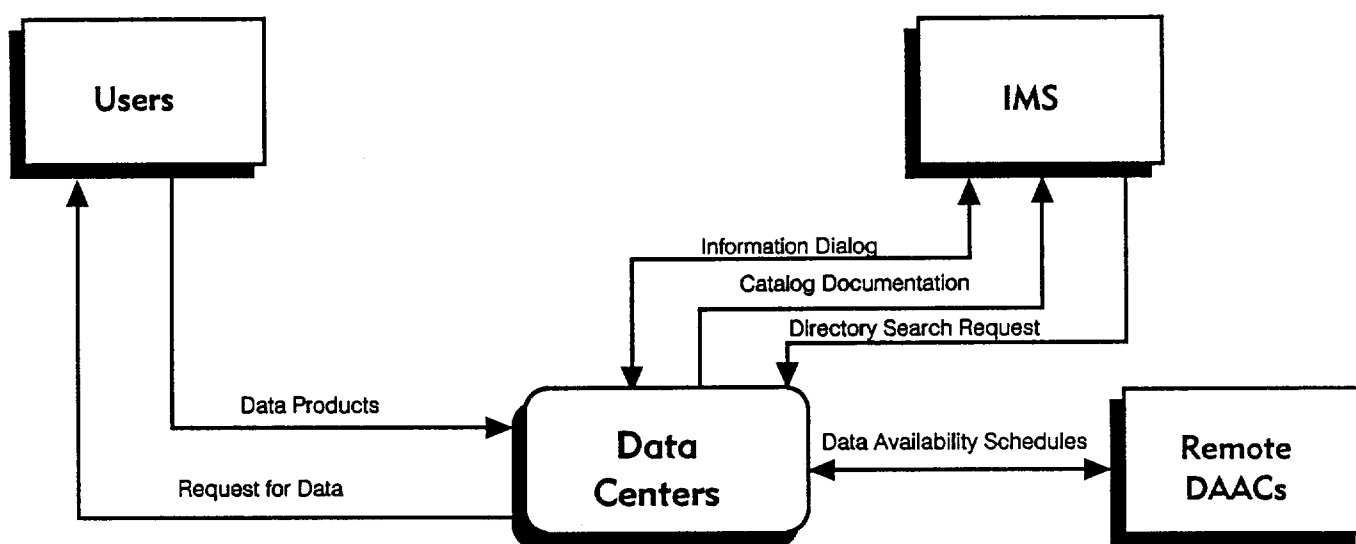 Users
IMS
Information Dialog
Catalog Documentation
Directory Search Request
Data Products
Request for Data
Data
Centers
Data Availability Schedules
Remote
DAACs